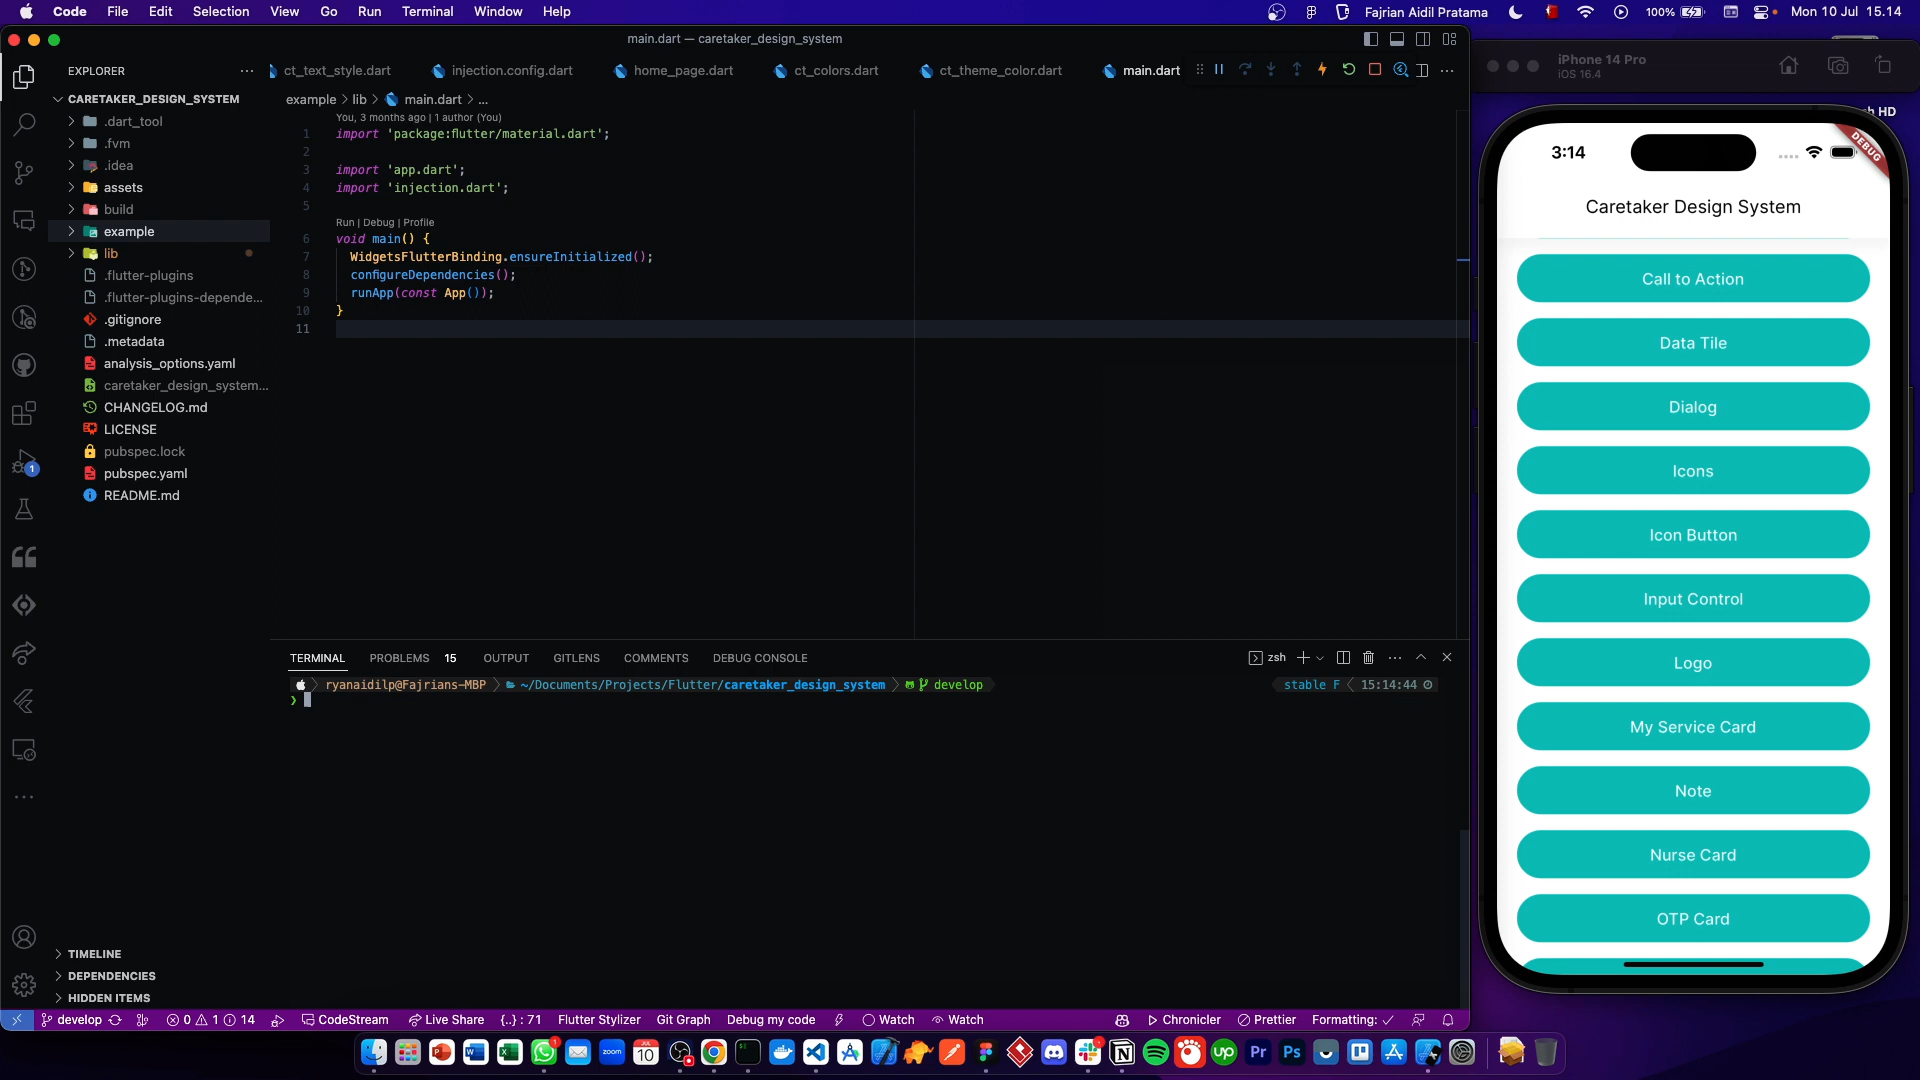 Code File Edit Selection View Go Run Terminal Window Help
Fajrian Aidil Pratama 100% Mon 10 Jul 15.14
main.dart — caretaker_design_system
EXPLORER
CARETAKER_DESIGN_SYSTEM
.dart_tool
.fvm
.idea
assets
build
example
lib
.flutter-plugins
.flutter-plugins-depende...
.gitignore
.metadata
analysis_options.yaml
caretaker_design_system...
CHANGELOG.md
LICENSE
pubspec.lock
pubspec.yaml
README.md
TIMELINE
DEPENDENCIES
HIDDEN ITEMS
ct_text_style.dart injection.config.dart home_page.dart ct_colors.dart ct_theme_color.dart main.dart
example > lib > main.dart > ...
You, 3 months ago | 1 author (You)
1 import 'package:flutter/material.dart';
2
3 import 'app.dart';
4 import 'injection.dart';
5
Run | Debug | Profile
6 void main() {
7 WidgetsFlutterBinding.ensureInitialized();
8 configureDependencies();
9 runApp(const App());
10 }
11
TERMINAL PROBLEMS 15 OUTPUT GITLENS COMMENTS DEBUG CONSOLE
zsh
ryanaidilp@Fajrians-MBP ~/Documents/Projects/Flutter/caretaker_design_system develop
stable F 15:14:44
1
develop 0 1 14 CodeStream Live Share {..} : 71 Flutter Stylizer Git Graph Debug my code Watch Watch
Chronicler Prettier Formatting:
iPhone 14 Pro
iOS 16.4
h HD
3:14
DEBUG
Caretaker Design System
Call to Action
Data Tile
Dialog
Icons
Icon Button
Input Control
Logo
My Service Card
Note
Nurse Card
OTP Card
zoom
JUL
10
up
Pr
Ps